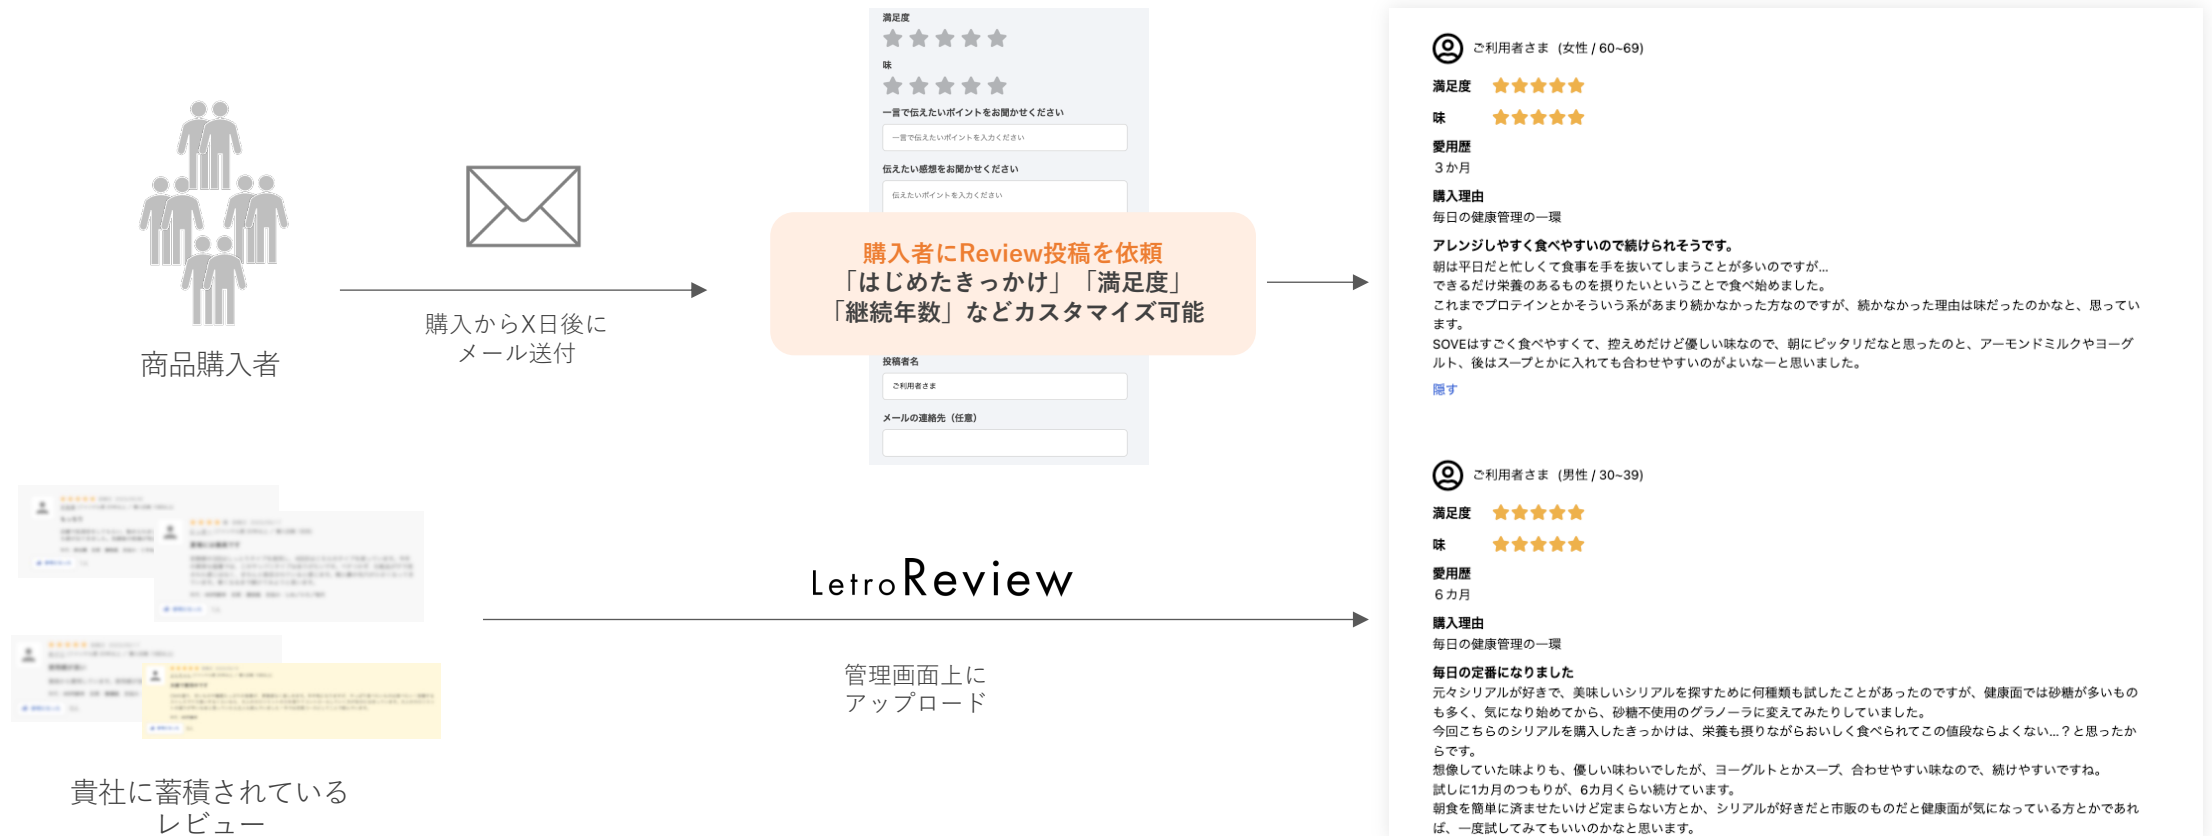 商品購入者
購入からX日後に
メール送付
満足度
味
一言で伝えたいポイントをお聞かせください
一言で伝えたいポイントを入力ください
伝えたい感想をお聞かせください
伝えたいポイントを入力ください
購入者にReview投稿を依頼
「はじめたきっかけ」「満足度」
「継続年数」などカスタマイズ可能
投稿者名
ご利用者さま
メールの連絡先（任意）
貴社に蓄積されている
レビュー
LetroReview
管理画面上に
アップロード
ご利用者さま (女性 / 60~69)
満足度
味
愛用歴
３か月
購入理由
毎日の健康管理の一環
アレンジしやすく食べやすいので続けられそうです。
朝は平日だと忙しくて食事を手を抜いてしまうことが多いのですが...
できるだけ栄養のあるものを摂りたいということで食べ始めました。
これまでプロテインとかそういう系があまり続かなかった方なのですが、続かなかった理由は味だったのかなと、思ってい
ます。
SOVEはすごく食べやすくて、控えめだけど優しい味なので、朝にピッタリだなと思ったのと、アーモンドミルクやヨーグ
ルト、後はスープとかに入れても合わせやすいのがよいなーと思いました。
隠す
ご利用者さま (男性 / 30~39)
満足度
味
愛用歴
６カ月
購入理由
毎日の健康管理の一環
毎日の定番になりました
元々シリアルが好きで、美味しいシリアルを探すために何種類も試したことがあったのですが、健康面では砂糖が多いもの
も多く、気になり始めてから、砂糖不使用のグラノーラに変えてみたりしていました。
今回こちらのシリアルを購入したきっかけは、栄養も摂りながらおいしく食べられてこの値段ならよくない...？と思ったか
らです。
想像していた味よりも、優しい味わいでしたが、ヨーグルトとかスープ、合わせやすい味なので、続けやすいですね。
試しに1カ月のつもりが、6カ月くらい続けています。
朝食を簡単に済ませたいけど定まらない方とか、シリアルが好きだと市販のものだと健康面が気になっている方とかであれ
ば、一度試してみてもいいのかなと思います。